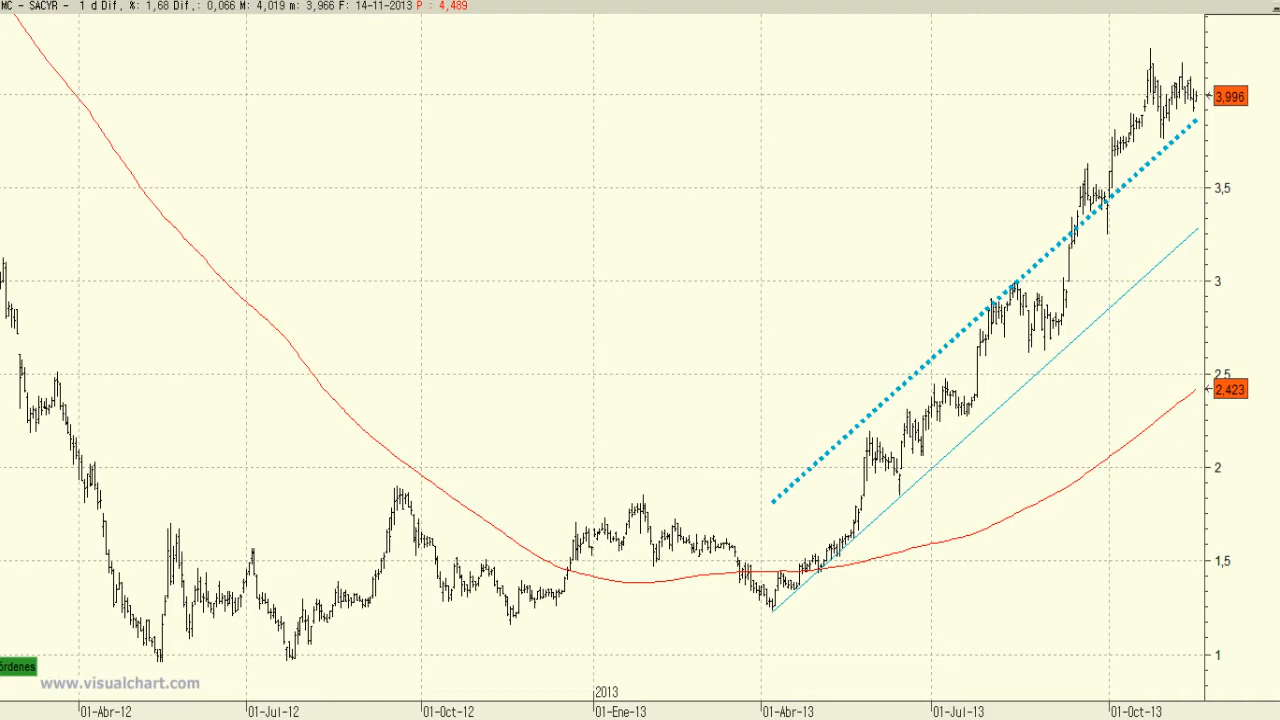 MC - SACYR - 1 d Dif, %: 1,68 Dif,: 0,066 M: 4,019 m: 3,966 F: 14-11-2013 P : 4,489
3,996
3,5
3
2,5
2,423
2
1,5
1
órdenes
www.visualchart.com
2013
01-Abr-12 01-Jul-12 01-Oct-12 01-Ene-13 01-Abr-13 01-Jul-13 01-Oct-13